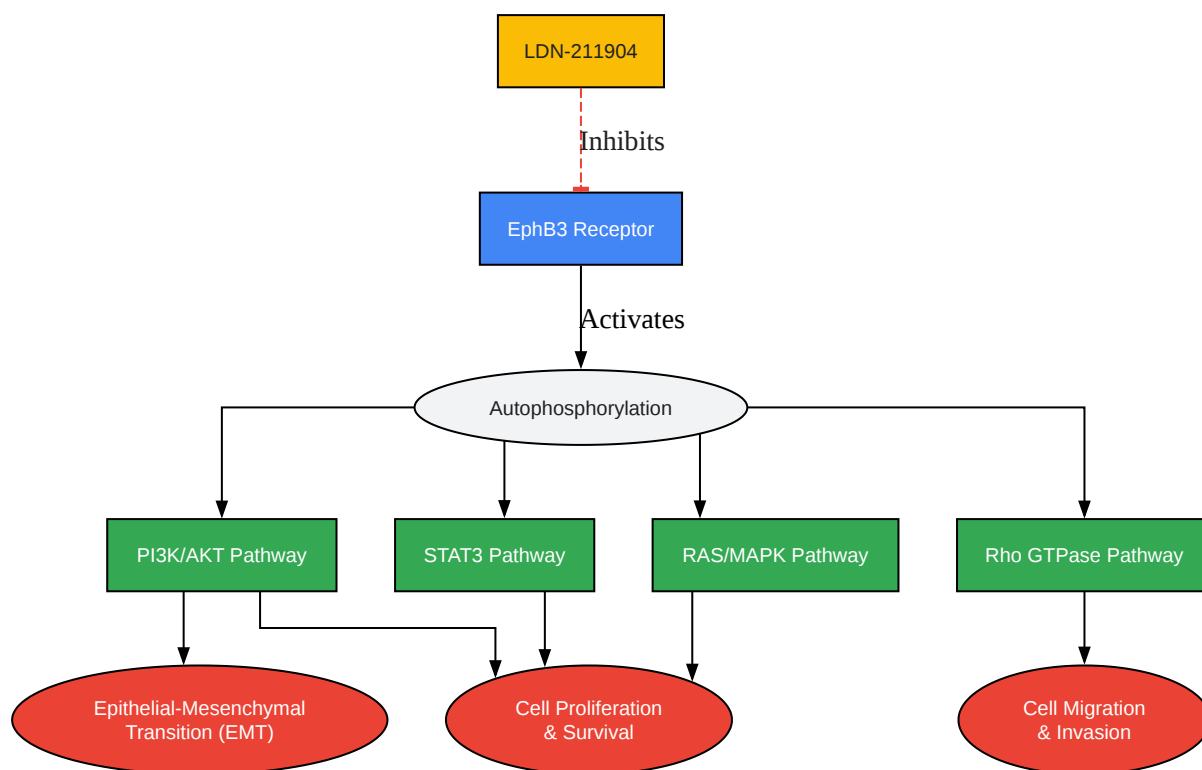 LDN-211904
Inhibits
EphB3 Receptor
Activates
Autophosphorylation
PI3K/AKT Pathway
STAT3 Pathway
RAS/MAPK Pathway
Rho GTPase Pathway
Epithelial-Mesenchymal
Transition (EMT)
Cell Proliferation
& Survival
Cell Migration
& Invasion